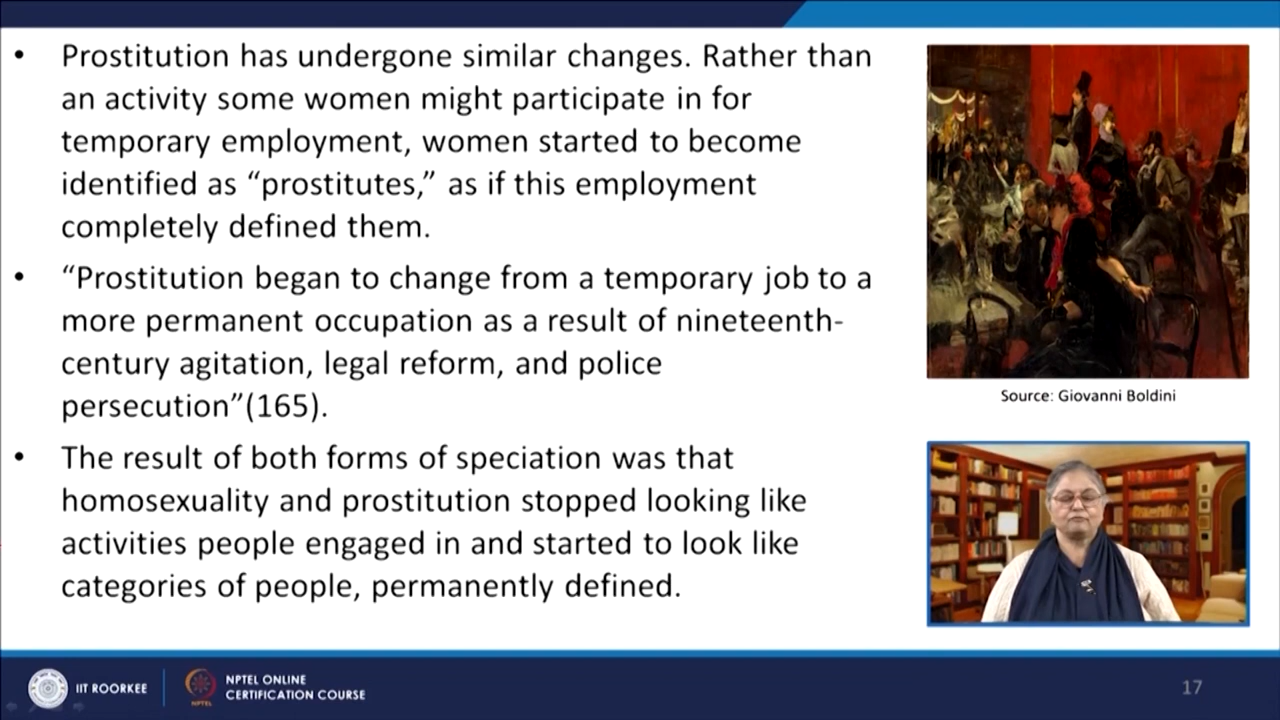 • Prostitution has undergone similar changes. Rather than
an activity some women might participate in for
temporary employment, women started to become
identified as “prostitutes,” as if this employment
completely defined them.
• “Prostitution began to change from a temporary job to a
more permanent occupation as a result of nineteenth-
century agitation, legal reform, and police
persecution”(165).
• The result of both forms of speciation was that
homosexuality and prostitution stopped looking like
activities people engaged in and started to look like
categories of people, permanently defined.
Source: Giovanni Boldini
IIT ROORKEE
NPTEL
NPTEL ONLINE
CERTIFICATION COURSE
17